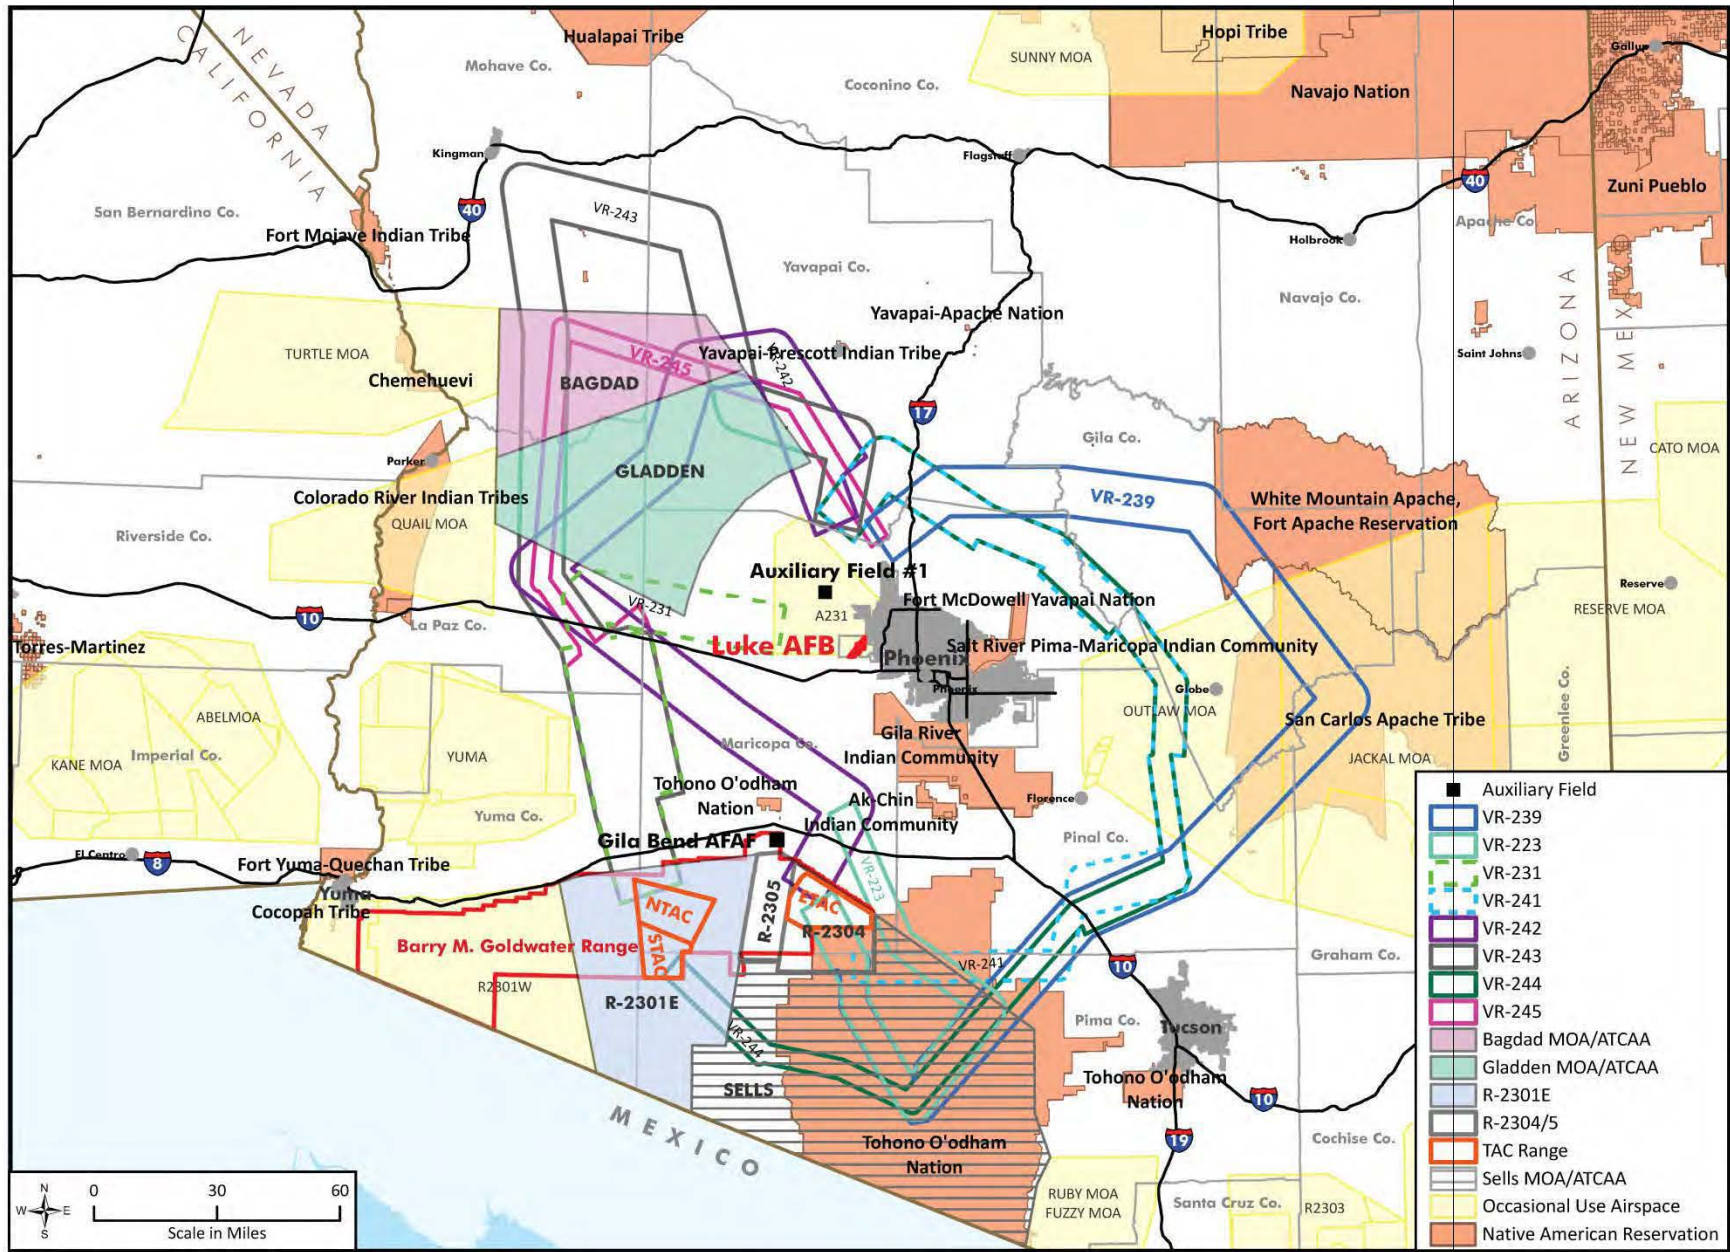 Hualapai Tribe
Hopi Tribe
SUNNY MOA
Gallup
NEVADA
CALIFORNIA
Mohave Co.
Coconino Co.
Navajo Nation
Kingman
Flagstaff
40
40
Zuni Pueblo
San Bernardino Co.
VR-243
Apache Co.
Fort Mojave Indian Tribe
Holbrook
Yavapai Co.
Navajo Co.
ARIZONA
NEW MEXICO
Yavapai-Apache Nation
TURTLE MOA
VR-245
Yavapai-Prescott Indian Tribe
VR-242
Saint Johns
Chemehuevi
BAGDAD
17
Gila Co.
CATO MOA
Parker
GLADDEN
Colorado River Indian Tribes
QUAIL MOA
VR-239
White Mountain Apache,
Fort Apache Reservation
Riverside Co.
Auxiliary Field #1
Reserve
VR-231
A231
Fort McDowell Yavapai Nation
RESERVE MOA
10
La Paz Co.
Torres-Martinez
Luke AFB
Phoenix
Salt River Pima-Maricopa Indian Community
Phoenix
Globe
OUTLAW MOA
San Carlos Apache Tribe
Greenlee Co.
ABELMOA
Imperial Co.
KANE MOA
YUMA
Maricopa Co.
Gila River
Indian Community
JACKAL MOA
Tohono O'odham
Nation
Ak-Chin
Indian Community
Florence
Yuma Co.
Pinal Co.
Gila Bend AFAF
El Centro
8
Fort Yuma-Quechan Tribe
VR-223
Yuma
Cocopah Tribe
NTAC
R-2305
ETAC
R-2304
Barry M. Goldwater Range
STAC
VR-241
10
Graham Co.
R2301W
R-2301E
VR-244
Pima Co.
Tucson
SELLS
Tohono O'odham
Nation
10
MEXICO
Tohono O'odham
Nation
19
Cochise Co.
RUBY MOA
FUZZY MOA
Santa Cruz Co.
R2303
N
W
E
S
0 30 60
Scale in Miles
Auxiliary Field
VR-239
VR-223
VR-231
VR-241
VR-242
VR-243
VR-244
VR-245
Bagdad MOA/ATCAA
Gladden MOA/ATCAA
R-2301E
R-2304/5
TAC Range
Sells MOA/ATCAA
Occasional Use Airspace
Native American Reservation